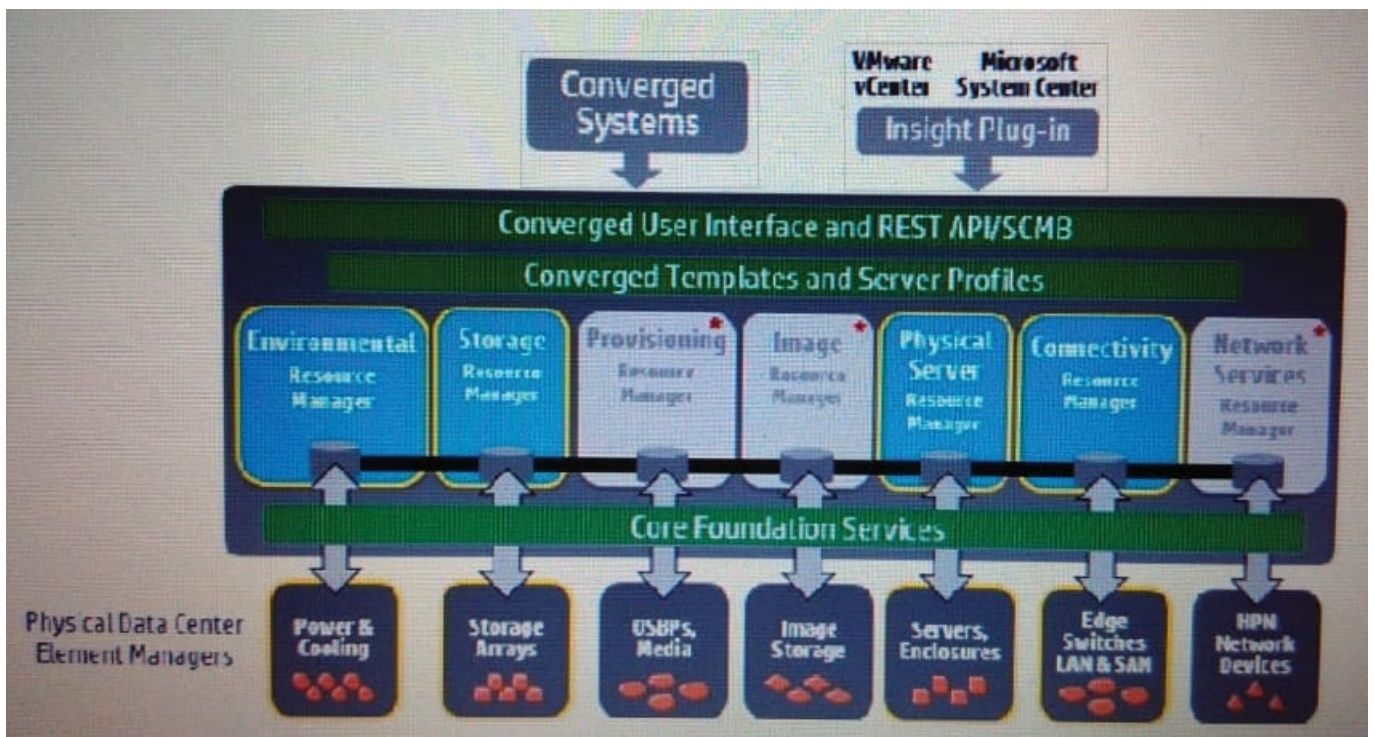 Converged
Systems
VMware
vCenter
Microsoft
System Center
Insight Plug-in
Converged User Interface and REST API/SCMB
Converged Templates and Server Profiles
Environmental
Resource
Manager
Storage
Resource
Manager
Provisioning
Resource
Manager
Image
Resource
Manager
Physical
Server
Resource
Manager
Connectivity
Resource
Manager
Network
Services
Resource
Manager
Core Foundation Services
Physical Data Center
Element Managers
Power &
Cooling
Storage
Arrays
OSBPs,
Media
Image
Storage
Servers,
Enclosures
Edge
Switches
LAN & SAN
HPN
Network
Devices